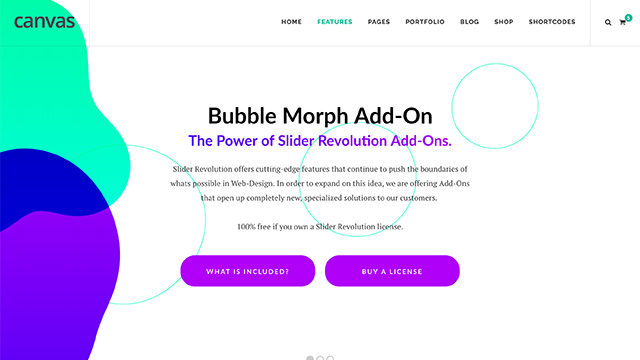 canvas
HOME FEATURES PAGES PORTFOLIO BLOG SHOP SHORTCODES
5
Bubble Morph Add-On
The Power of Slider Revolution Add-Ons.
Slider Revolution offers cutting-edge features that continue to push the boundaries of
whats possible in Web-Design. In order to expand on this idea, we are offering Add-Ons
that open up completely new, specialized solutions to our customers.
100% free if you own a Slider Revolution license.
WHAT IS INCLUDED? BUY A LICENSE